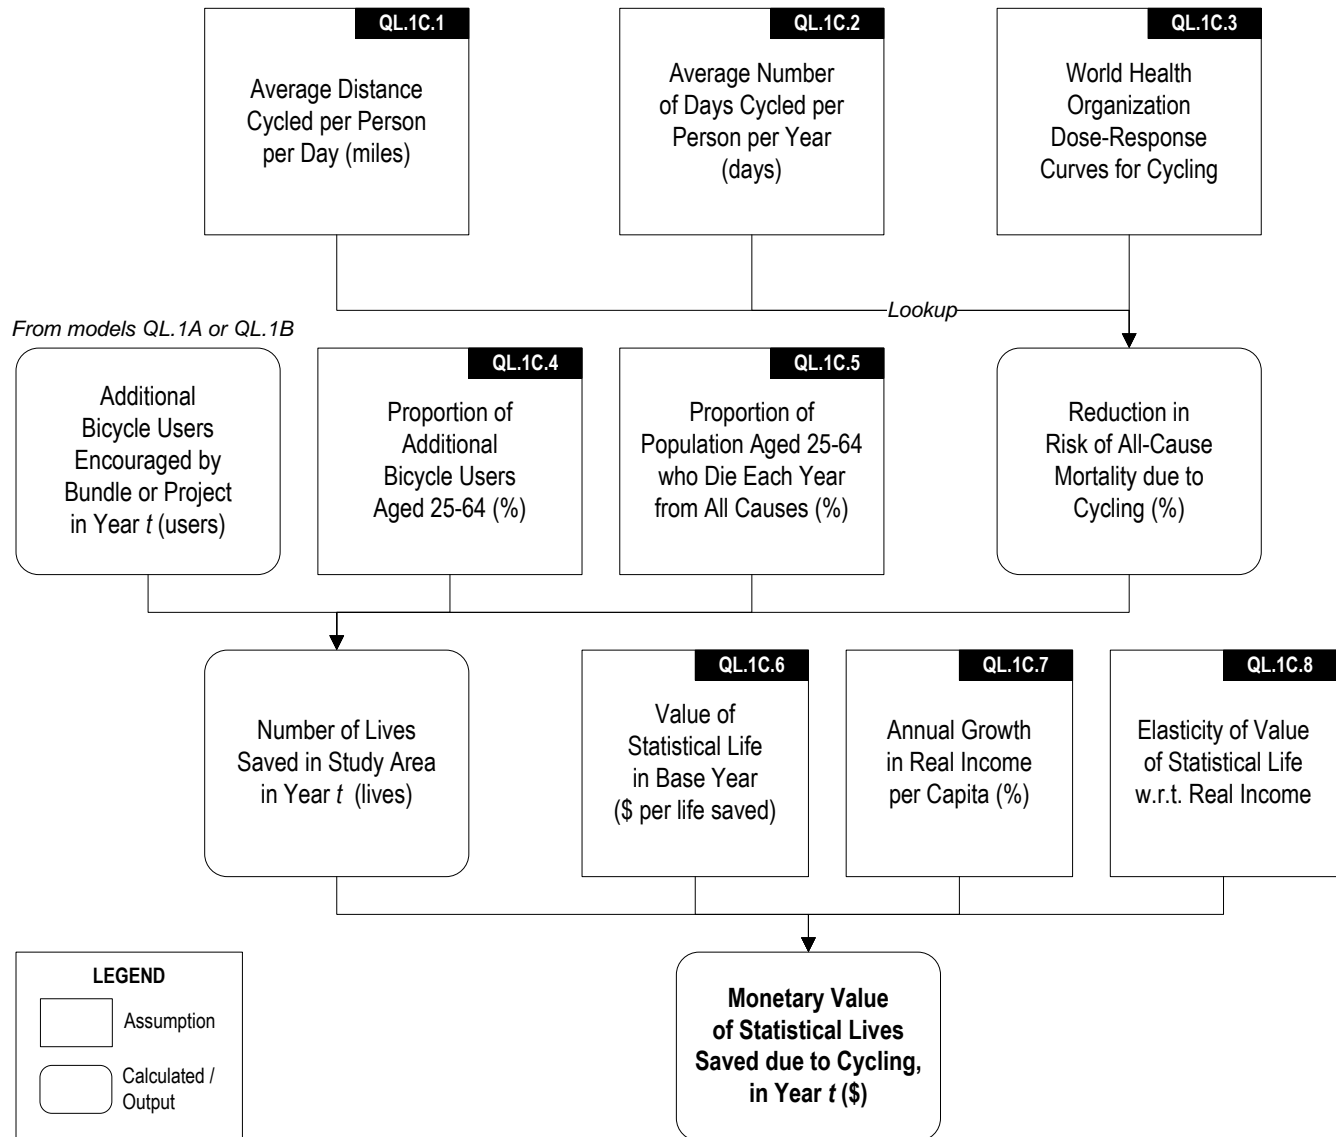 QL.1C.1
Average Distance
Cycled per Person
per Day (miles)
QL.1C.2
Average Number
of Days Cycled per
Person per Year
(days)
QL.1C.3
World Health
Organization
Dose-Response
Curves for Cycling
Lookup
From models QL.1A or QL.1B
Additional
Bicycle Users
Encouraged by
Bundle or Project
in Year t (users)
QL.1C.4
Proportion of
Additional
Bicycle Users
Aged 25-64 (%)
QL.1C.5
Proportion of
Population Aged 25-64
who Die Each Year
from All Causes (%)
Reduction in
Risk of All-Cause
Mortality due to
Cycling (%)
Number of Lives
Saved in Study Area
in Year t (lives)
QL.1C.6
Value of
Statistical Life
in Base Year
($ per life saved)
QL.1C.7
Annual Growth
in Real Income
per Capita (%)
QL.1C.8
Elasticity of Value
of Statistical Life
w.r.t. Real Income
LEGEND
Assumption
Calculated /
Output
Monetary Value
of Statistical Lives
Saved due to Cycling,
in Year t ($)